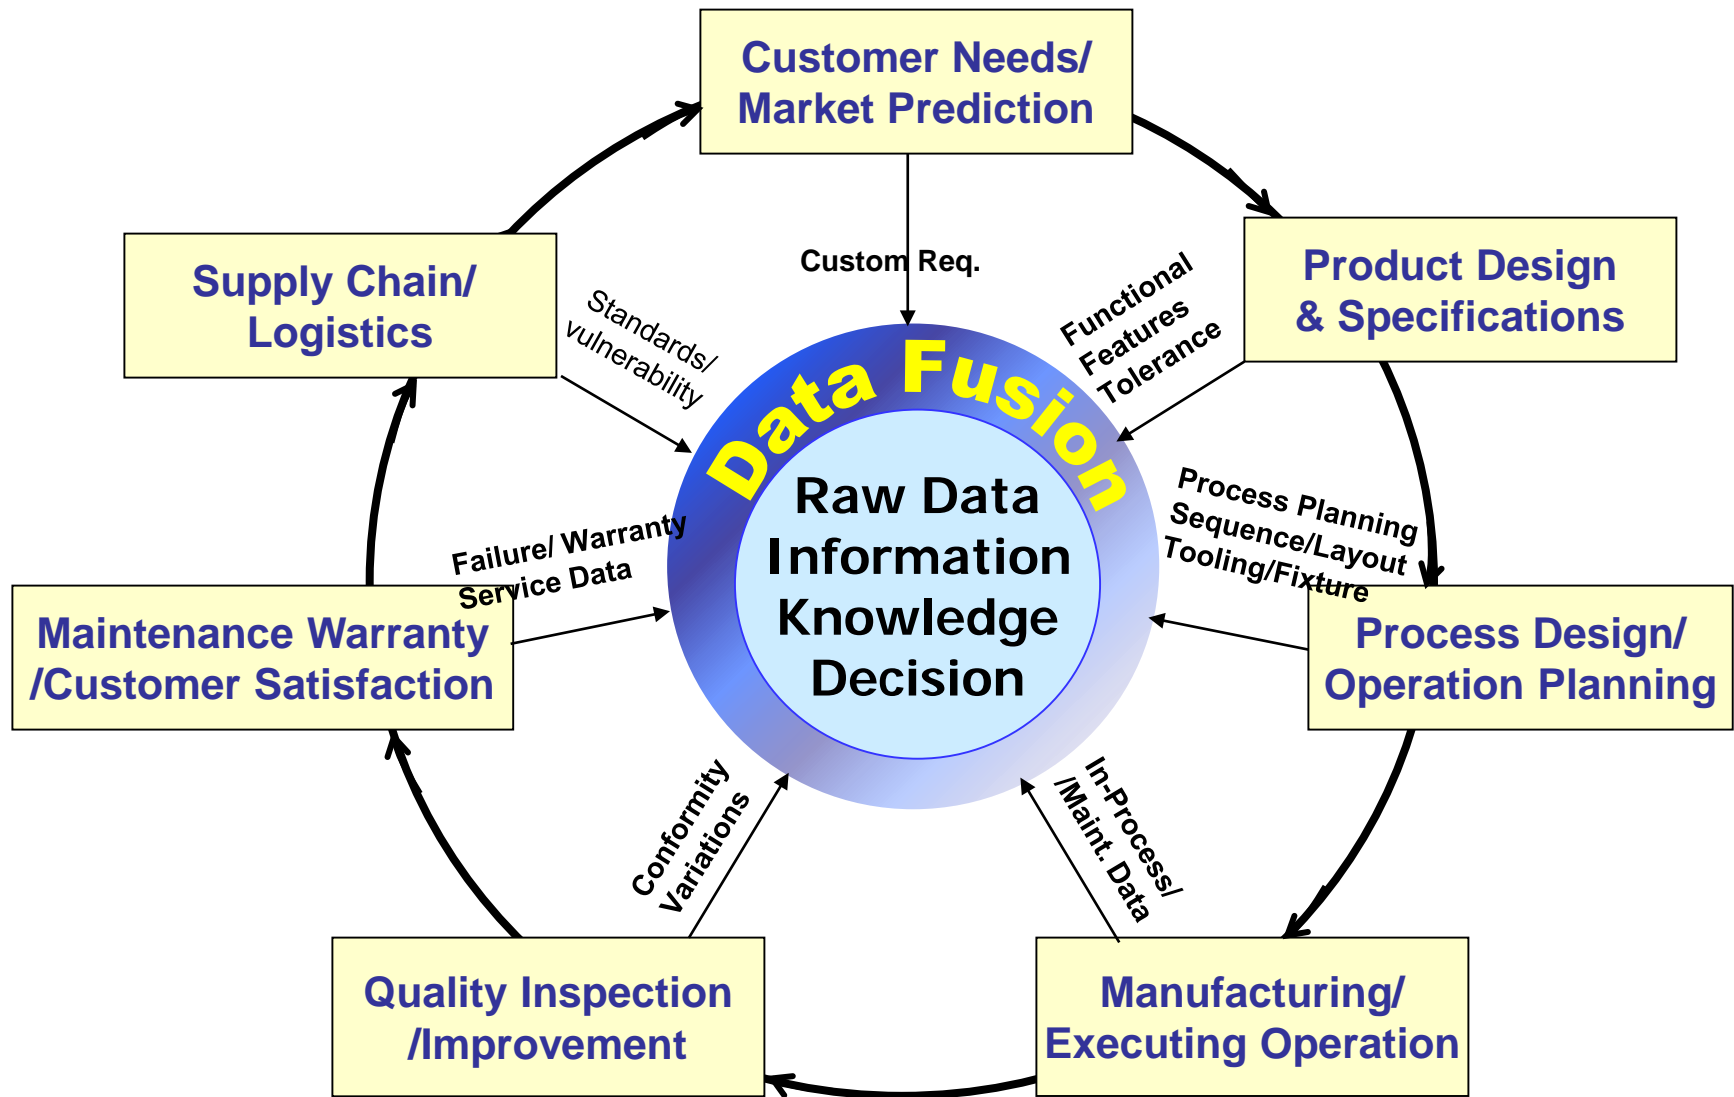 Customer Needs/
Market Prediction
Supply Chain/
Logistics
Product Design
& Specifications
Custom Req.
Standards/
vulnerability
Functional
Features
Tolerance
Data Fusion
Raw Data
Information
Knowledge
Decision
Process Planning
Sequence/Layout
Tooling/Fixture
Failure/ Warranty
Service Data
Maintenance Warranty
/Customer Satisfaction
Process Design/
Operation Planning
Conformity
Variations
In-Process/
/Maint. Data
Quality Inspection
/Improvement
Manufacturing/
Executing Operation